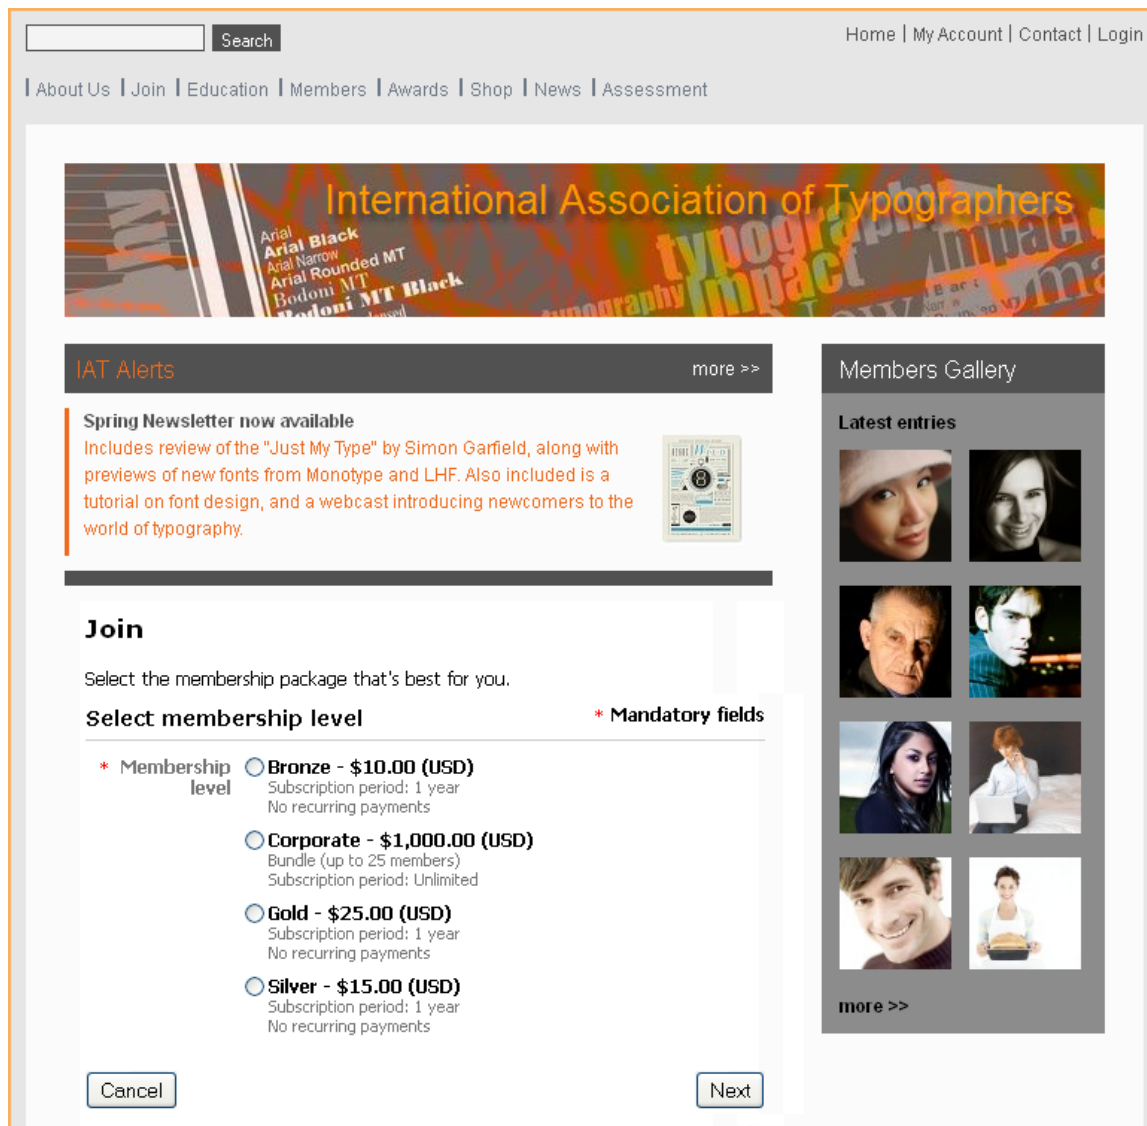 Search
Home | My Account | Contact | Login
About Us | Join | Education | Members | Awards | Shop | News | Assessment
International Association of Typographers
Arial
Arial Black
Arial Narrow
Arial Rounded MT
Bodoni MT
Bodoni MT Black
typography
impact
impact
typography
typography
IAT Alerts
more >>
Spring Newsletter now available
Includes review of the "Just My Type" by Simon Garfield, along with
previews of new fonts from Monotype and LHF. Also included is a
tutorial on font design, and a webcast introducing newcomers to the
world of typography.
Members Gallery
Latest entries
more >>
Join
Select the membership package that's best for you.
Select membership level
* Mandatory fields
* Membership level
Bronze - $10.00 (USD)
Subscription period: 1 year
No recurring payments
Corporate - $1,000.00 (USD)
Bundle (up to 25 members)
Subscription period: Unlimited
Gold - $25.00 (USD)
Subscription period: 1 year
No recurring payments
Silver - $15.00 (USD)
Subscription period: 1 year
No recurring payments
Cancel
Next